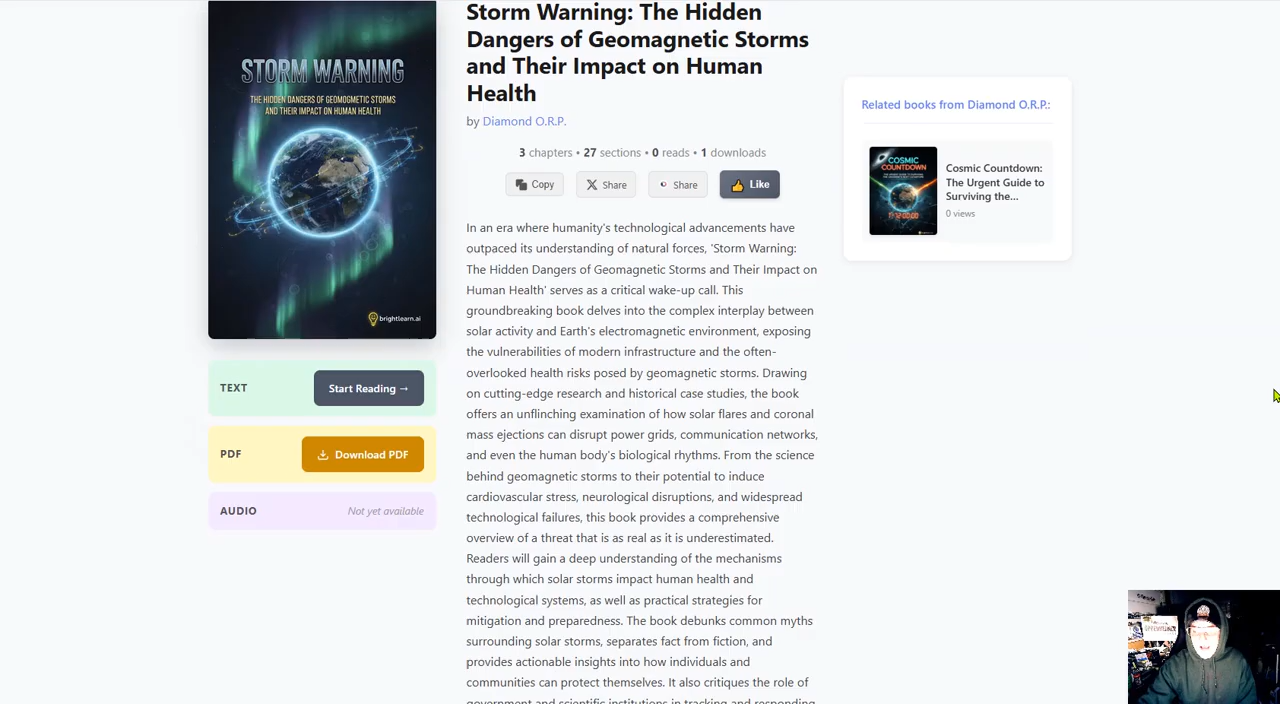 STORM WARNING
THE HIDDEN DANGERS OF GEOMOGNETIC STORMS
AND THEIR IMPACT ON HUMAN HEALTH
brightlearn.ai
TEXT
Start Reading →
PDF
Download PDF
AUDIO
Not yet available
Storm Warning: The Hidden
Dangers of Geomagnetic Storms
and Their Impact on Human
Health
by Diamond O.R.P.
3 chapters • 27 sections • 0 reads • 1 downloads
Copy
Share
Share
Like
In an era where humanity's technological advancements have
outpaced its understanding of natural forces, 'Storm Warning:
The Hidden Dangers of Geomagnetic Storms and Their Impact on
Human Health' serves as a critical wake-up call. This
groundbreaking book delves into the complex interplay between
solar activity and Earth's electromagnetic environment, exposing
the vulnerabilities of modern infrastructure and the often-
overlooked health risks posed by geomagnetic storms. Drawing
on cutting-edge research and historical case studies, the book
offers an unflinching examination of how solar flares and coronal
mass ejections can disrupt power grids, communication networks,
and even the human body's biological rhythms. From the science
behind geomagnetic storms to their potential to induce
cardiovascular stress, neurological disruptions, and widespread
technological failures, this book provides a comprehensive
overview of a threat that is as real as it is underestimated.
Readers will gain a deep understanding of the mechanisms
through which solar storms impact human health and
technological systems, as well as practical strategies for
mitigation and preparedness. The book debunks common myths
surrounding solar storms, separates fact from fiction, and
provides actionable insights into how individuals and
communities can protect themselves. It also critiques the role of
government and scientific institutions in tracking and responding
Related books from Diamond O.R.P.:
COSMIC
COUNTDOWN
Cosmic Countdown:
The Urgent Guide to
Surviving the...
0 views